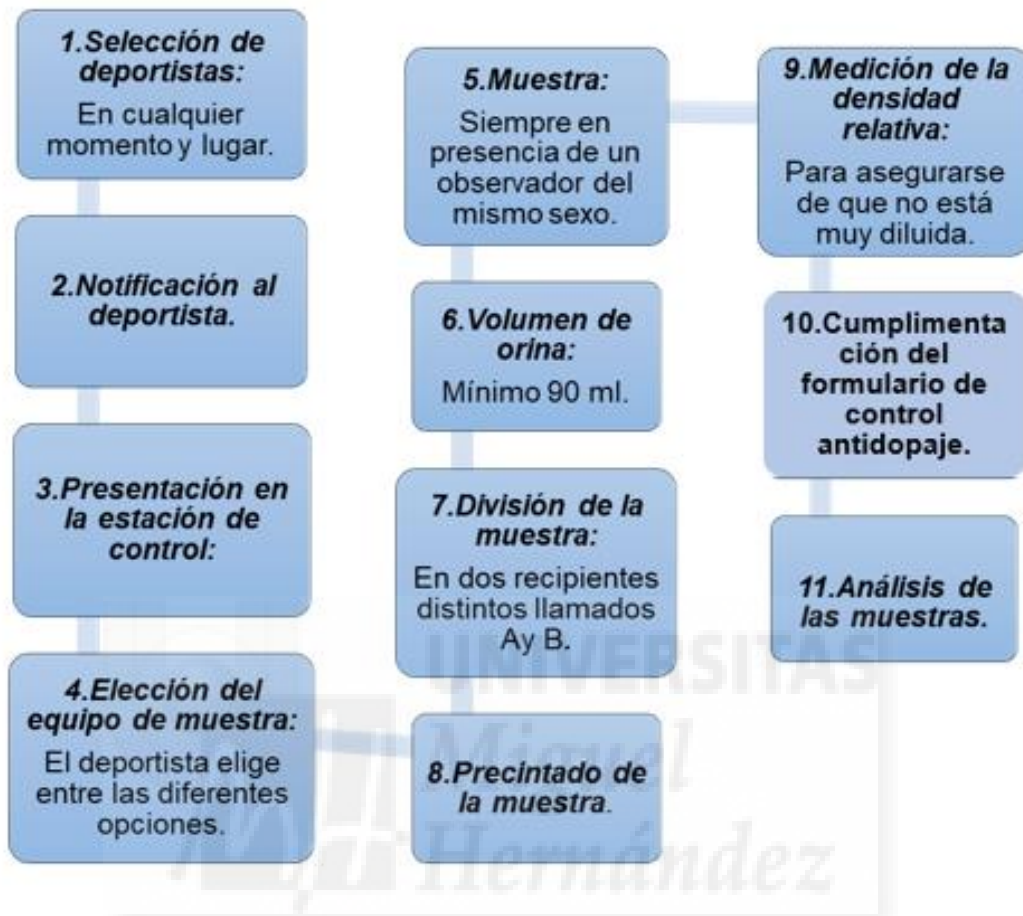 1.Selección de
deportistas:
En cualquier
momento y lugar.
2.Notificación al
deportista.
3.Presentación en
la estación de
control:
4.Elección del
equipo de muestra:
El deportista elige
entre las diferentes
opciones.
5.Muestra:
Siempre en
presencia de un
observador del
mismo sexo.
6.Volumen de
orina:
Mínimo 90 ml.
7.División de la
muestra:
En dos recipientes
distintos llamados
Ay B.
8.Precintado de
la muestra.
9.Medición de la
densidad
relativa:
Para asegurarse
de que no está
muy diluida.
10.Cumplimenta
ción del
formulario de
control
antidopaje.
11.Análisis de
las muestras.
UNIVERSITAS
Miguel
Hernández